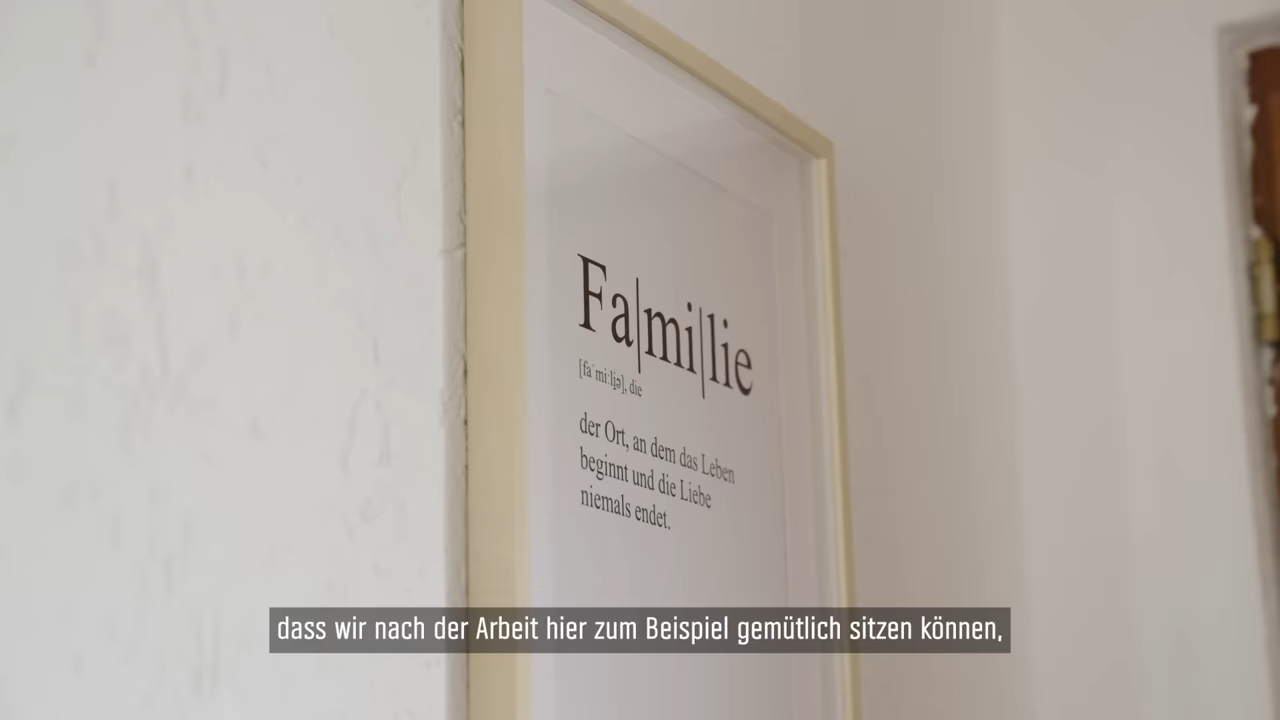 Fa|mi|lie
[faˈmiːli̯ə], die
der Ort, an dem das Leben
beginnt und die Liebe
niemals endet.
dass wir nach der Arbeit hier zum Beispiel gemütlich sitzen können,